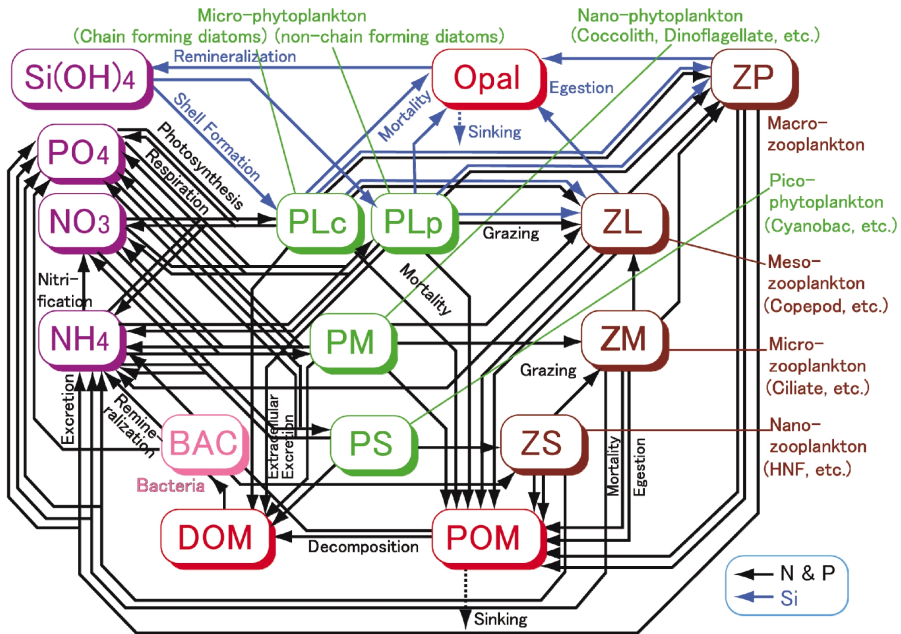 Micro-phytoplankton
(Chain forming diatoms) (non-chain forming diatoms)
Nano-phytoplankton
(Coccolith, Dinoflagellate, etc.)
Si(OH)4
Remineralization
Opal
Egestion
ZP
Shell Formation
Mortality
Sinking
Macro-
zooplankton
PO4
Photosynthesis
Respiration
Pico-
phytoplankton
(Cyanobac, etc.)
NO3
PLc
PLp
Grazing
ZL
Nitri-
fication
Mortality
Meso-
zooplankton
(Copepod, etc.)
NH4
PM
ZM
Grazing
Micro-
zooplankton
(Ciliate, etc.)
Excretion
Remine-
ralization
BAC
Bacteria
Extracellular
Excretion
PS
ZS
Mortality
Egestion
Nano-
zooplankton
(HNF, etc.)
DOM
Decomposition
POM
Sinking
N & P
Si